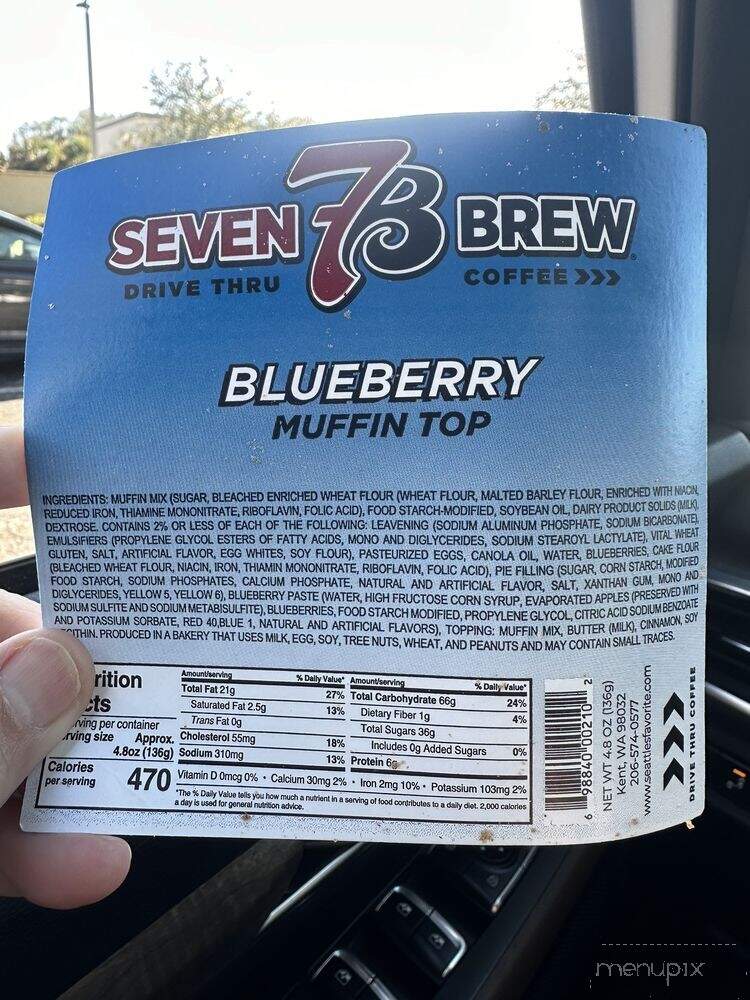 SEVEN 7B BREW
DRIVE THRU COFFEE >>>
BLUEBERRY
MUFFIN TOP
INGREDIENTS: MUFFIN MIX (SUGAR, BLEACHED ENRICHED WHEAT FLOUR (WHEAT FLOUR, MALTED BARLEY FLOUR, ENRICHED WITH NIACIN,
REDUCED IRON, THIAMINE MONONITRATE, RIBOFLAVIN, FOLIC ACID), FOOD STARCH-MODIFIED, SOYBEAN OIL, DAIRY PRODUCT SOLIDS (MILK),
DEXTROSE. CONTAINS 2% OR LESS OF EACH OF THE FOLLOWING: LEAVENING (SODIUM ALUMINUM PHOSPHATE, SODIUM BICARBONATE),
EMULSIFIERS (PROPYLENE GLYCOL ESTERS OF FATTY ACIDS, MONO AND DIGLYCERIDES, SODIUM STEAROYL LACTYLATE), VITAL WHEAT
GLUTEN, SALT, ARTIFICIAL FLAVOR, EGG WHITES, SOY FLOUR), PASTEURIZED EGGS, CANOLA OIL, WATER, BLUEBERRIES, CAKE FLOUR
(BLEACHED WHEAT FLOUR, NIACIN, IRON, THIAMIN MONONITRATE, RIBOFLAVIN, FOLIC ACID), PIE FILLING (SUGAR, CORN STARCH, MODIFIED
FOOD STARCH, SODIUM PHOSPHATES, CALCIUM PHOSPHATE, NATURAL AND ARTIFICIAL FLAVOR, SALT, XANTHAN GUM, MONO AND
DIGLYCERIDES, YELLOW 5, YELLOW 6), BLUEBERRY PASTE (WATER, HIGH FRUCTOSE CORN SYRUP, EVAPORATED APPLES (PRESERVED WITH
SODIUM SULFITE AND SODIUM METABISULFITE), BLUEBERRIES, FOOD STARCH MODIFIED, PROPYLENE GLYCOL, CITRIC ACID SODIUM BENZOATE
AND POTASSIUM SORBATE, RED 40,BLUE 1, NATURAL AND ARTIFICIAL FLAVORS), TOPPING: MUFFIN MIX, BUTTER (MILK), CINNAMON, SOY
PRODUCED IN A BAKERY THAT USES MILK, EGG, SOY, TREE NUTS, WHEAT, AND PEANUTS AND MAY CONTAIN SMALL TRACES.
per container
size Approx.
4.8oz (136g)
Calories
per serving 470
Amount/serving % Daily Value*
Total Fat 21g 27%
Saturated Fat 2.5g 13%
Trans Fat 0g
Cholesterol 55mg 18%
Sodium 310mg 13%
Amount/serving % Daily Value*
Total Carbohydrate 66g 24%
Dietary Fiber 1g 4%
Total Sugars 36g
Includes 0g Added Sugars 0%
Protein 6g
Vitamin D 0mcg 0% • Calcium 30mg 2% • Iron 2mg 10% • Potassium 103mg 2%
*The % Daily Value tells you how much a nutrient in a serving of food contributes to a daily diet. 2,000 calories
a day is used for general nutrition advice.
6 98840 00210 2
NET WT 4.8 OZ (136g)
Kent, WA 98032
206-574-0577
www.seattlesfavorite.com
DRIVE THRU COFFEE
menupix